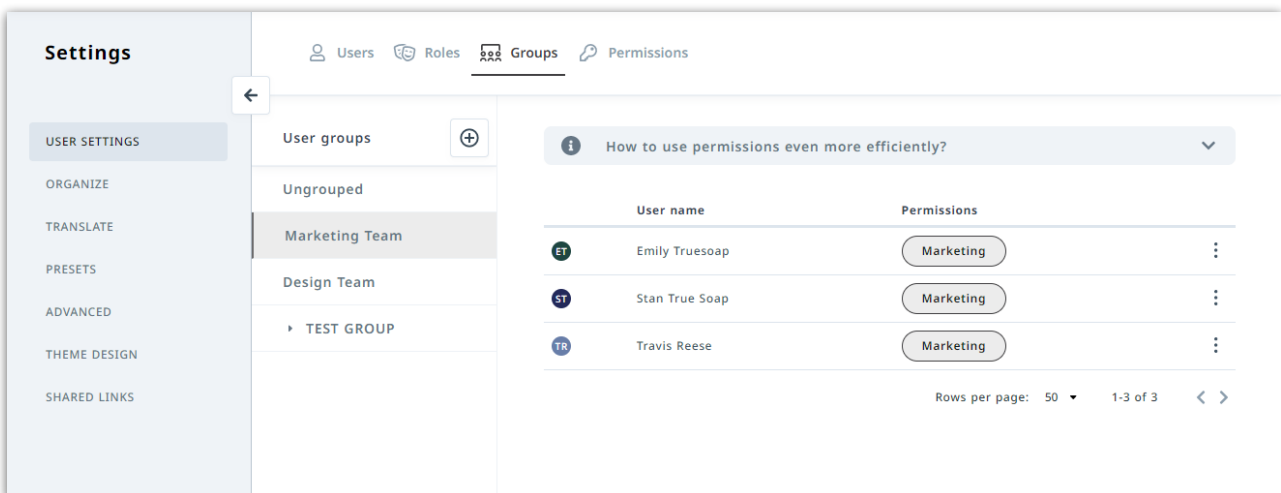 Settings
Users Roles Groups Permissions
USER SETTINGS
ORGANIZE
TRANSLATE
PRESETS
ADVANCED
THEME DESIGN
SHARED LINKS
User groups
Ungrouped
Marketing Team
Design Team
TEST GROUP
How to use permissions even more efficiently?
User name Permissions
ET Emily Truesoap Marketing
ST Stan True Soap Marketing
TR Travis Reese Marketing
Rows per page: 50 1-3 of 3